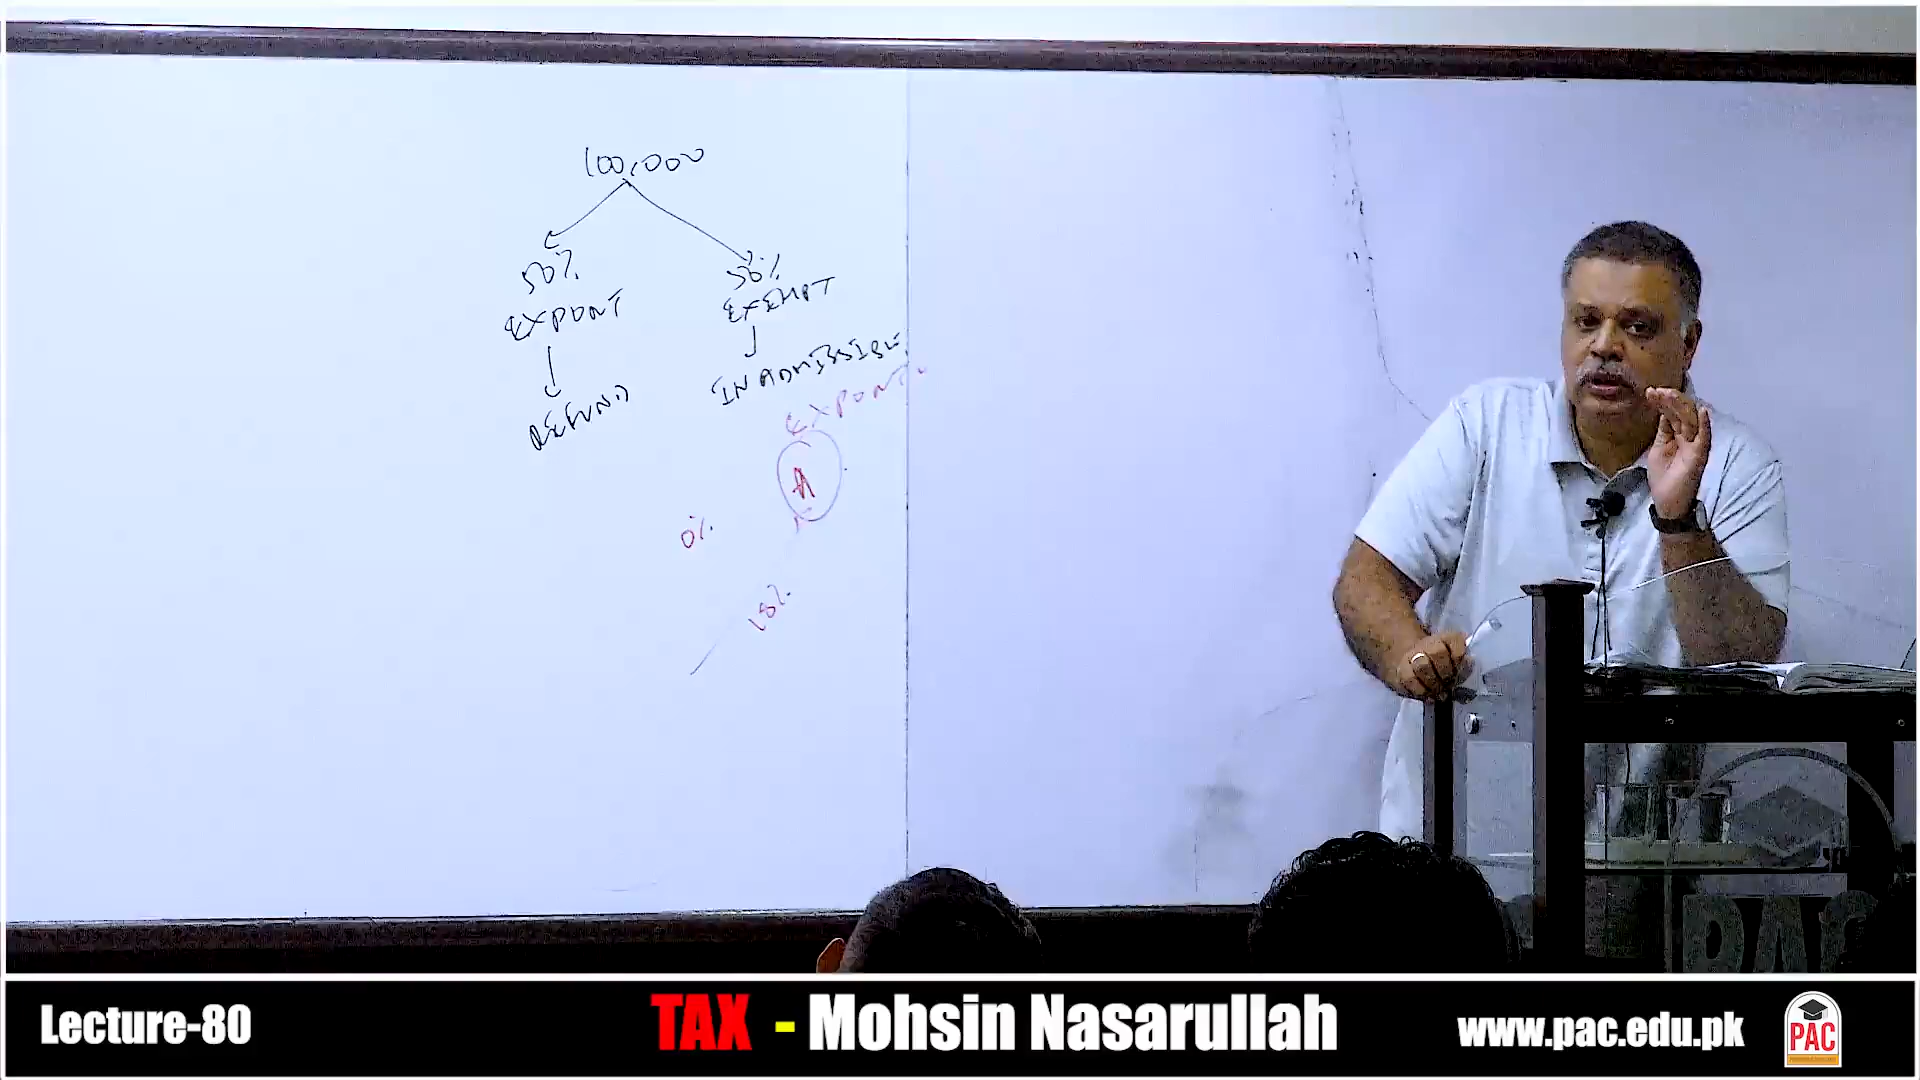 100,000
50% 50%
EXPORT EXEMPT
REFUND INADMISSIBLE
EXPORT
A
0%
18%
PAC
Lecture-80 TAX - Mohsin Nasarullah www.pac.edu.pk PAC